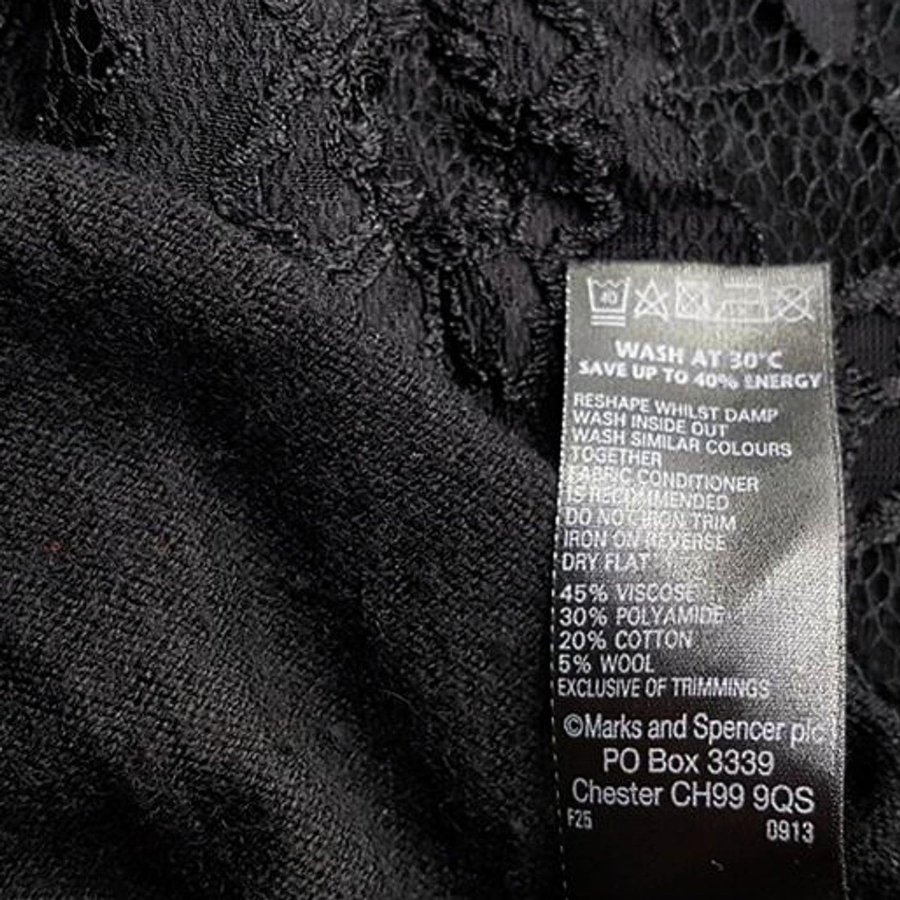 40
WASH AT 30°C
SAVE UP TO 40% ENERGY
RESHAPE WHILST DAMP
WASH INSIDE OUT
WASH SIMILAR COLOURS
TOGETHER
FABRIC CONDITIONER
IS RECOMMENDED
DO NOT IRON TRIM
IRON ON REVERSE
DRY FLAT
45% VISCOSE
30% POLYAMIDE
20% COTTON
5% WOOL
EXCLUSIVE OF TRIMMINGS
©Marks and Spencer plc
PO Box 3339
Chester CH99 9QS
F25 0913